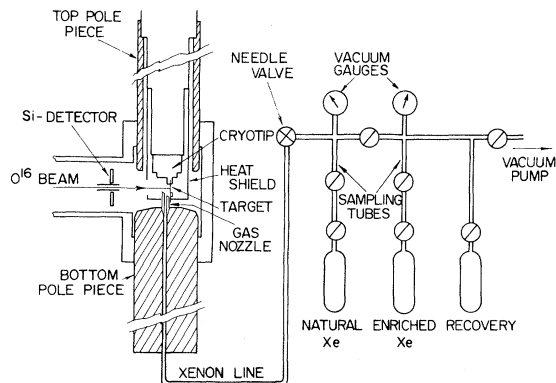 TOP POLE
PIECE
Si-DETECTOR
O16 BEAM
BOTTOM
POLE PIECE
CRYOTIP
HEAT
SHIELD
TARGET
GAS
NOZZLE
XENON LINE
NEEDLE
VALVE
VACUUM
GAUGES
SAMPLING
TUBES
VACUUM
PUMP
NATURAL
Xe
ENRICHED
Xe
RECOVERY